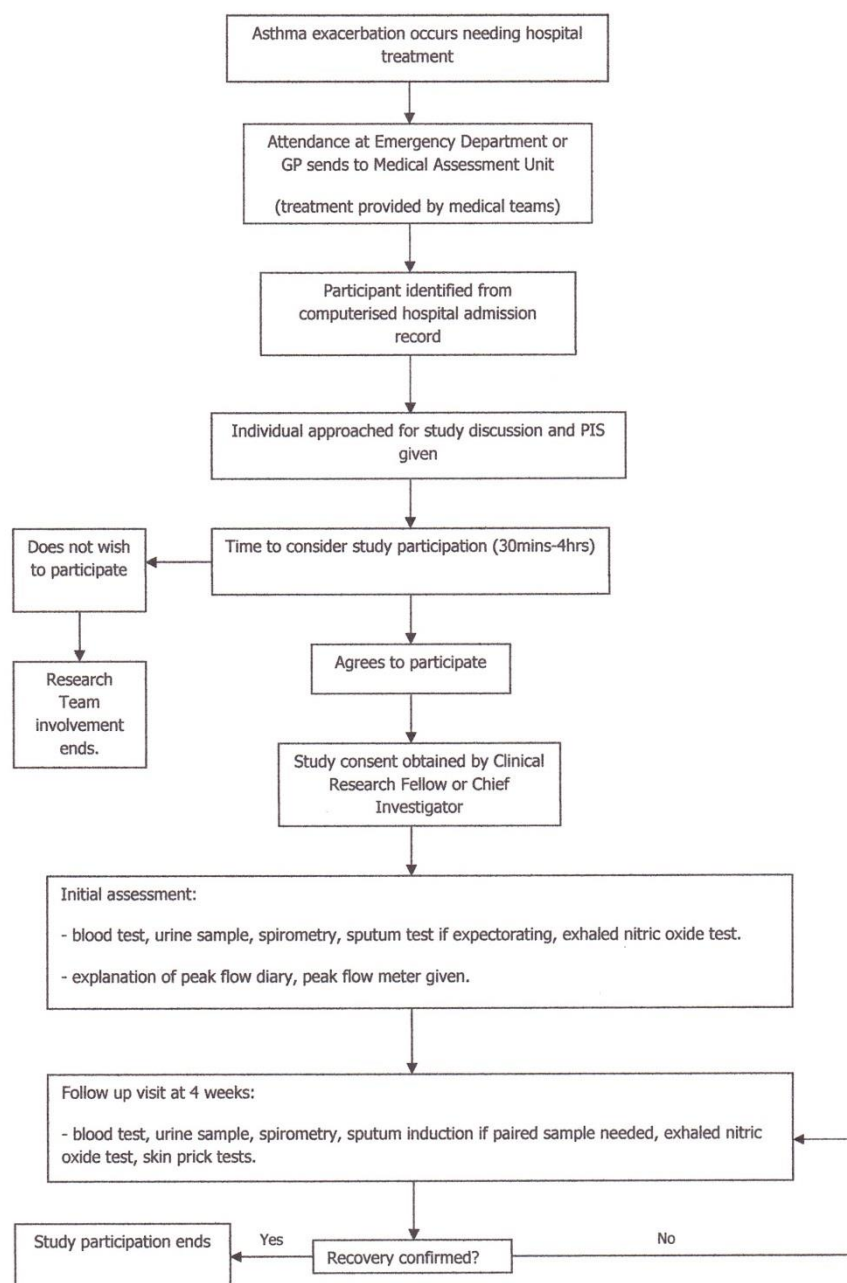 Asthma exacerbation occurs needing hospital
treatment
Attendance at Emergency Department or
GP sends to Medical Assessment Unit
(treatment provided by medical teams)
Participant identified from
computerised hospital admission
record
Individual approached for study discussion and PIS
given
Does not wish
to participate
Time to consider study participation (30mins-4hrs)
Research
Team
involvement
ends.
Agrees to participate
Study consent obtained by Clinical
Research Fellow or Chief
Investigator
Initial assessment:
- blood test, urine sample, spirometry, sputum test if expectorating, exhaled nitric oxide test.
- explanation of peak flow diary, peak flow meter given.
Follow up visit at 4 weeks:
- blood test, urine sample, spirometry, sputum induction if paired sample needed, exhaled nitric
oxide test, skin prick tests.
Study participation ends
Yes
Recovery confirmed?
No